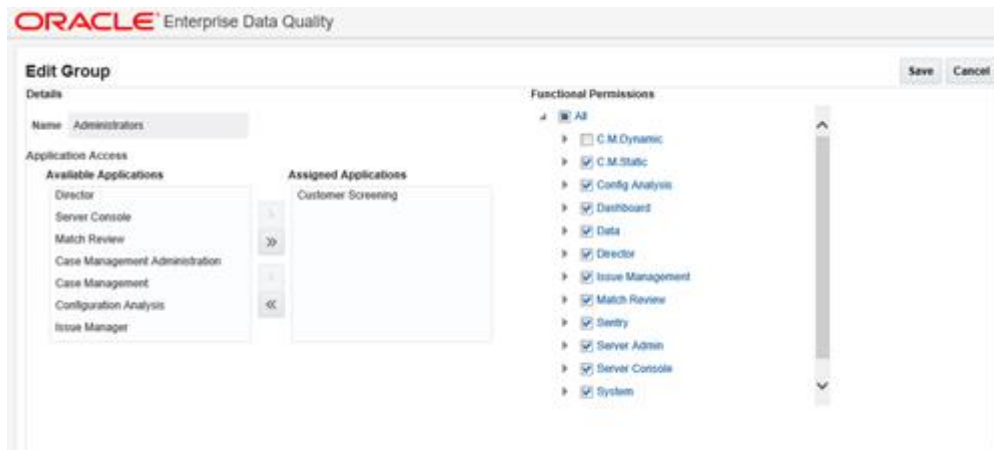 ORACLE Enterprise Data Quality
Edit Group
Save Cancel
Details
Name Administrators
Application Access
Available Applications
Director
Server Console
Match Review
Case Management Administration
Case Management
Configuration Analysis
Issue Manager
Assigned Applications
Customer Screening
Functional Permissions
All
C.M.Dynamic
C.M.Static
Config Analysis
Dashboard
Data
Director
Issue Management
Match Review
Sentry
Server Admin
Server Console
System